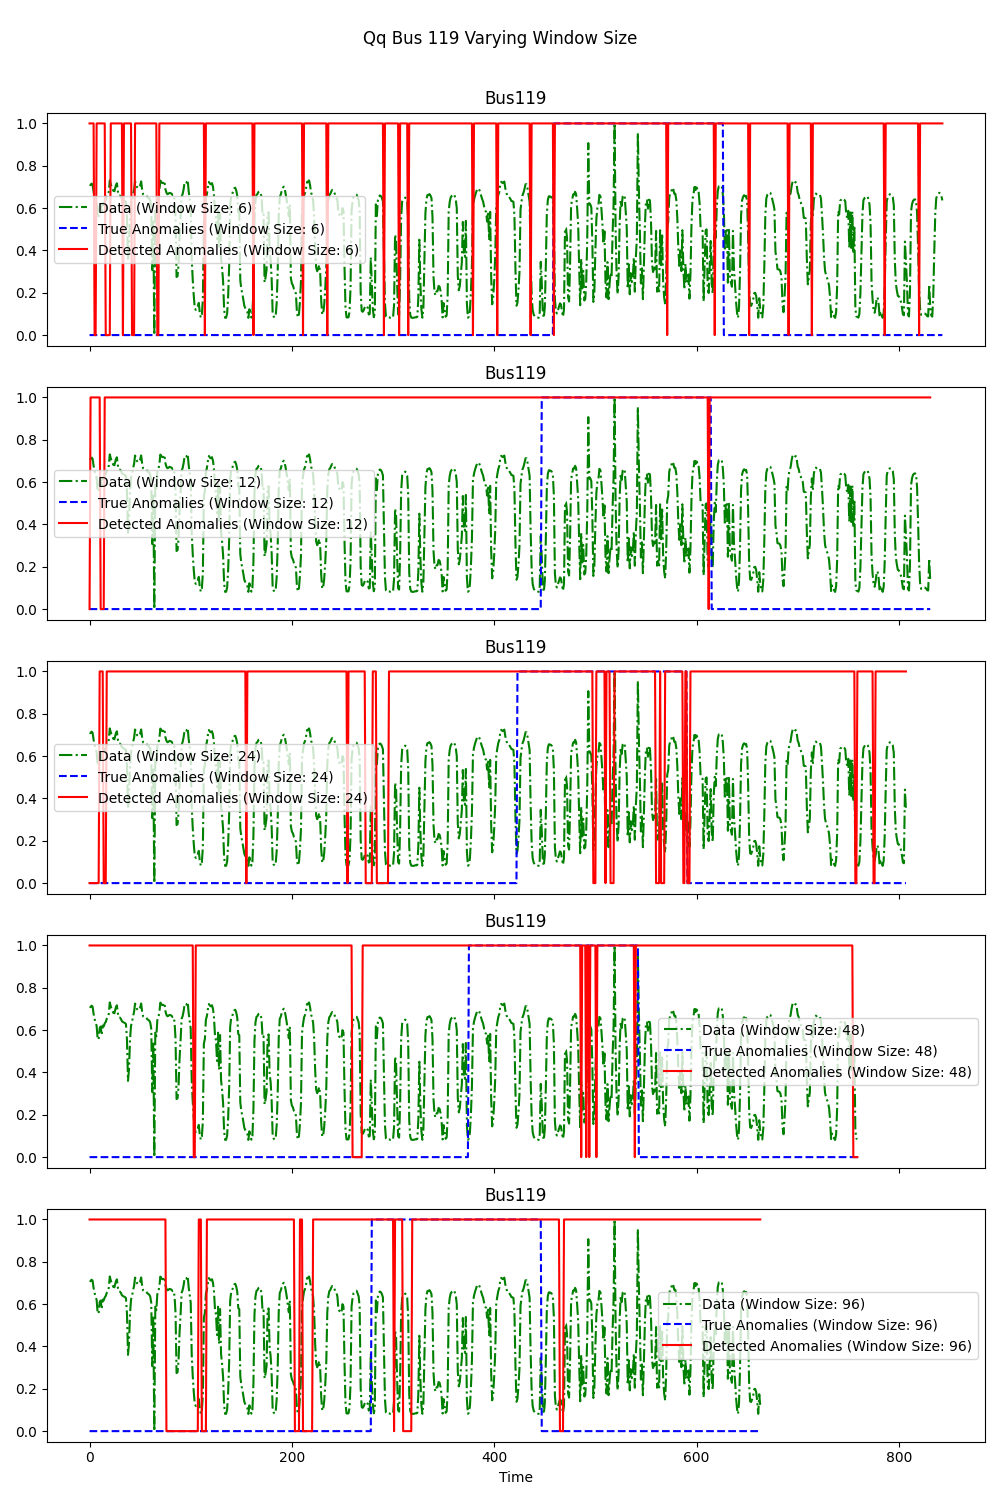 Qq Bus 119 Varying Window Size
Bus119
1.0
0.8
0.6
0.4
0.2
0.0
Data (Window Size: 6)
True Anomalies (Window Size: 6)
Detected Anomalies (Window Size: 6)
Bus119
1.0
0.8
0.6
0.4
0.2
0.0
Data (Window Size: 12)
True Anomalies (Window Size: 12)
Detected Anomalies (Window Size: 12)
Bus119
1.0
0.8
0.6
0.4
0.2
0.0
Data (Window Size: 24)
True Anomalies (Window Size: 24)
Detected Anomalies (Window Size: 24)
Bus119
1.0
0.8
0.6
0.4
0.2
0.0
Data (Window Size: 48)
True Anomalies (Window Size: 48)
Detected Anomalies (Window Size: 48)
Bus119
1.0
0.8
0.6
0.4
0.2
0.0
Data (Window Size: 96)
True Anomalies (Window Size: 96)
Detected Anomalies (Window Size: 96)
0 200 400 600 800
Time